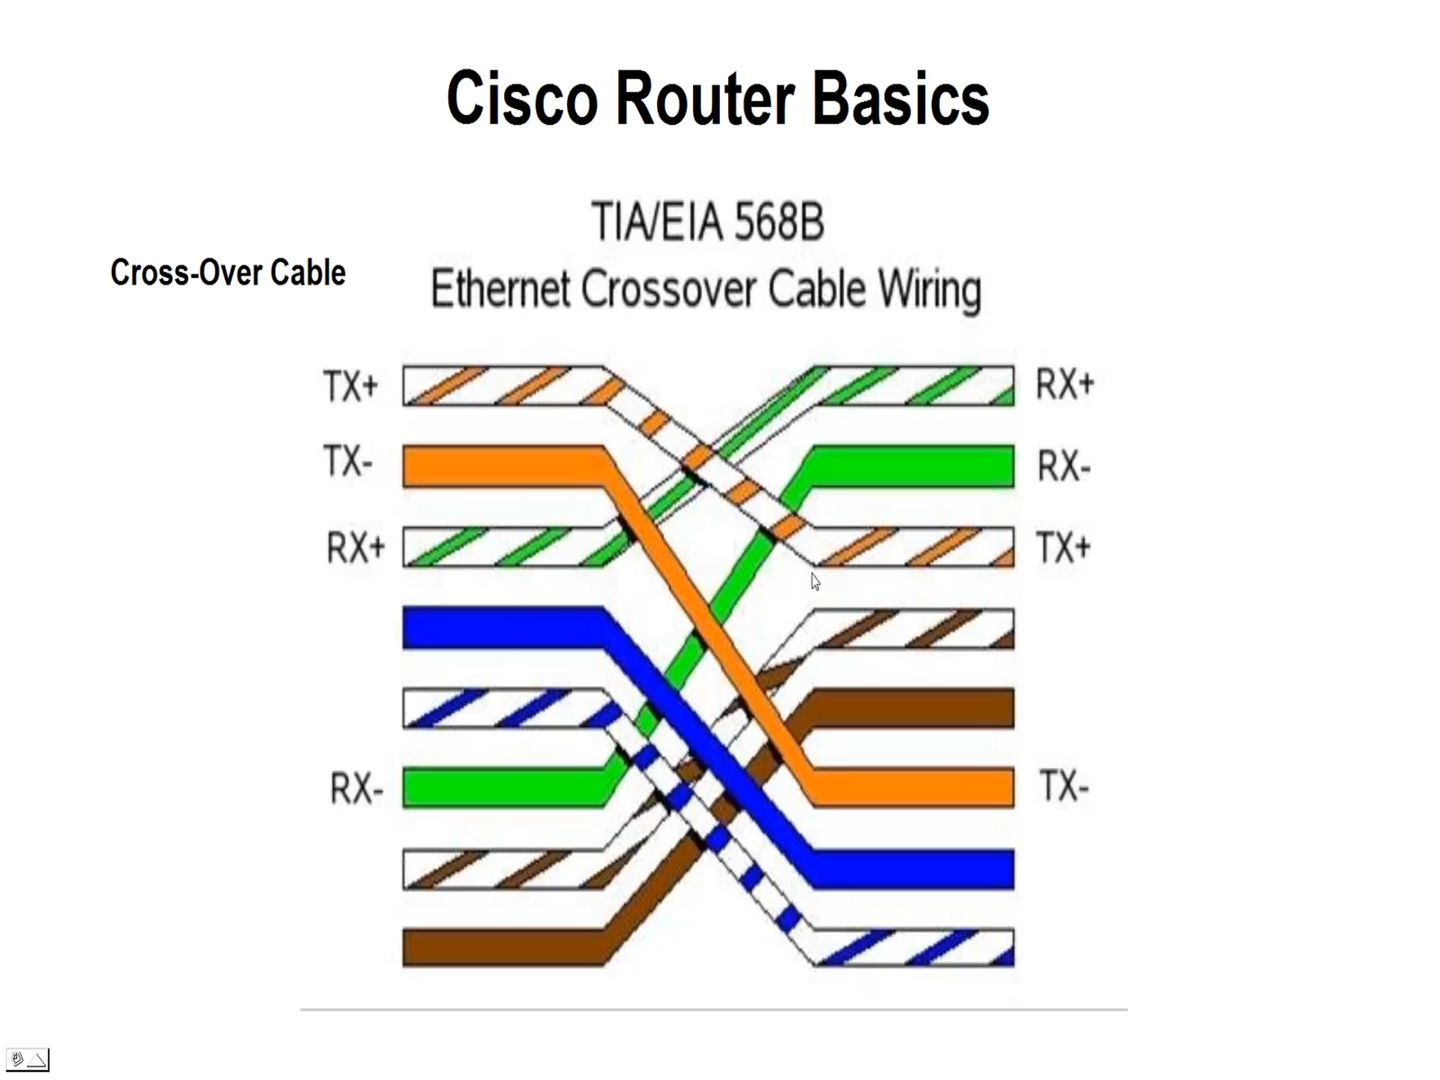 Cisco Router Basics
TIA/EIA 568B
Cross-Over Cable
Ethernet Crossover Cable Wiring
TX+
RX+
TX-
RX-
RX+
TX+
RX-
TX-